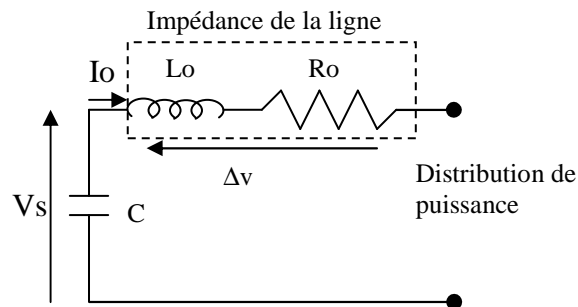 Impédance de la ligne
Io
Lo
Ro
Δv
Vs
C
Distribution de
puissance